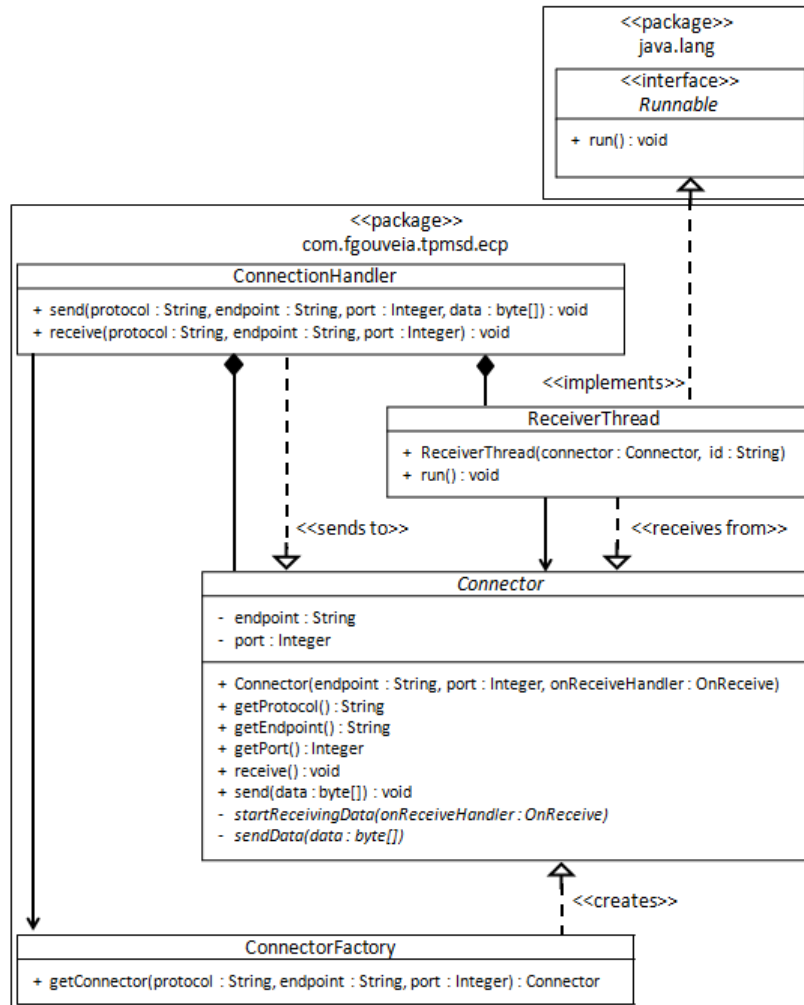 <<package>>
java.lang
<<interface>>
Runnable
+ run() : void
<<package>>
com.fgouveia.tpmsd.ecp
ConnectionHandler
+ send(protocol : String, endpoint : String, port : Integer, data : byte[]) : void
+ receive(protocol : String, endpoint : String, port : Integer) : void
<<implements>>
ReceiverThread
+ ReceiverThread(connector : Connector, id : String)
+ run() : void
<<sends to>>
<<receives from>>
Connector
- endpoint : String
- port : Integer
+ Connector(endpoint : String, port : Integer, onReceiveHandler : OnReceive)
+ getProtocol() : String
+ getEndpoint() : String
+ getPort() : Integer
+ receive() : void
+ send(data : byte[]) : void
- startReceivingData(onReceiveHandler : OnReceive)
- sendData(data : byte[])
<<creates>>
ConnectorFactory
+ getConnector(protocol : String, endpoint : String, port : Integer) : Connector